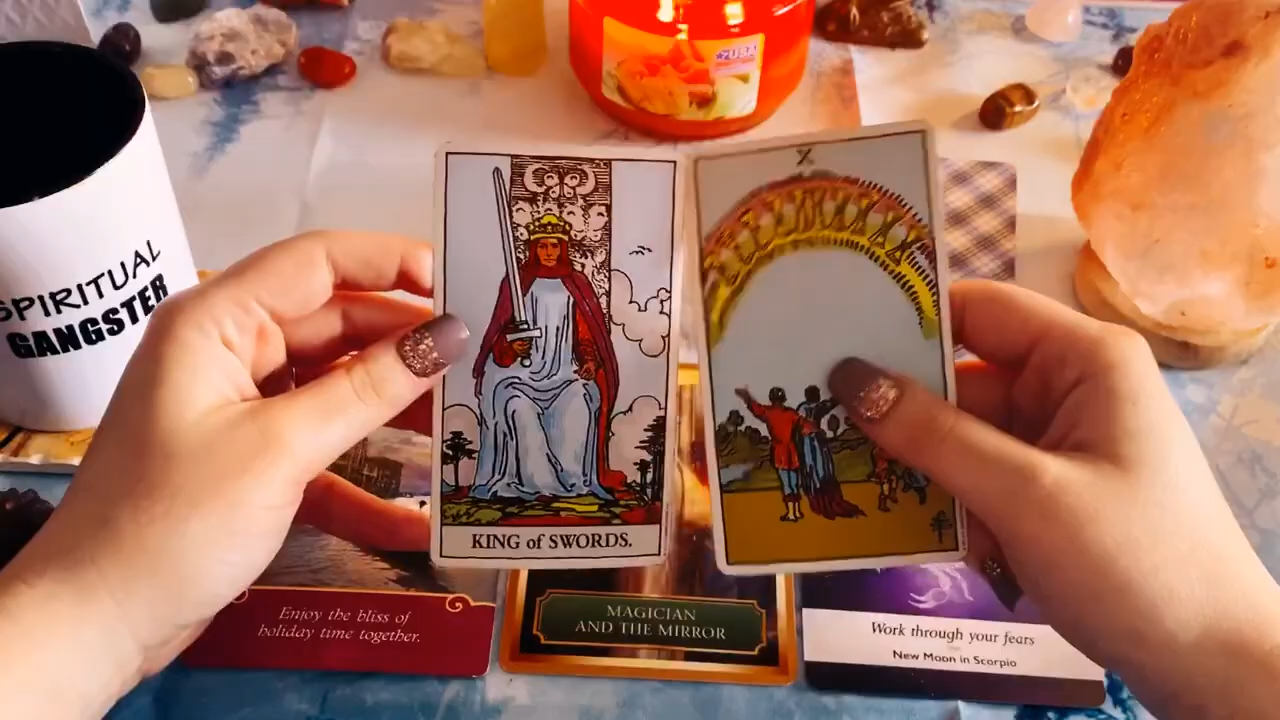 USA
X
SPIRITUAL
GANGSTER
KING of SWORDS.
Enjoy the bliss of
holiday time together.
MAGICIAN
AND THE MIRROR
Work through your fears
New Moon in Scorpio